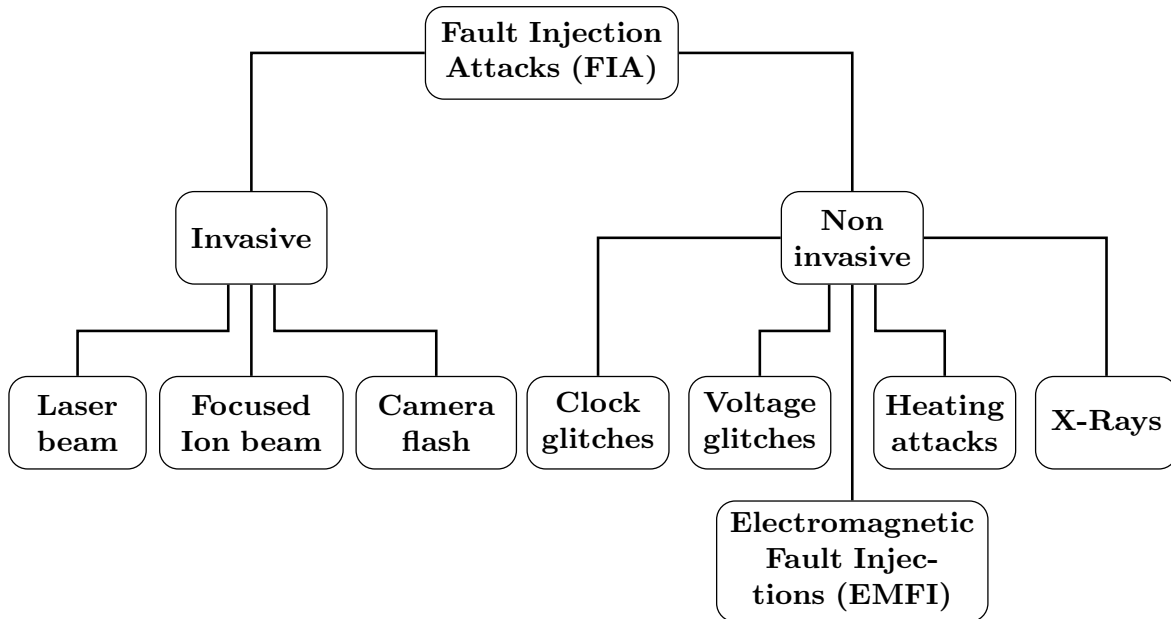 Fault Injection
Attacks (FIA)
Invasive
Non
invasive
Laser
beam
Focused
Ion beam
Camera
flash
Clock
glitches
Voltage
glitches
Heating
attacks
X-Rays
Electromagnetic
Fault Injec-
tions (EMFI)